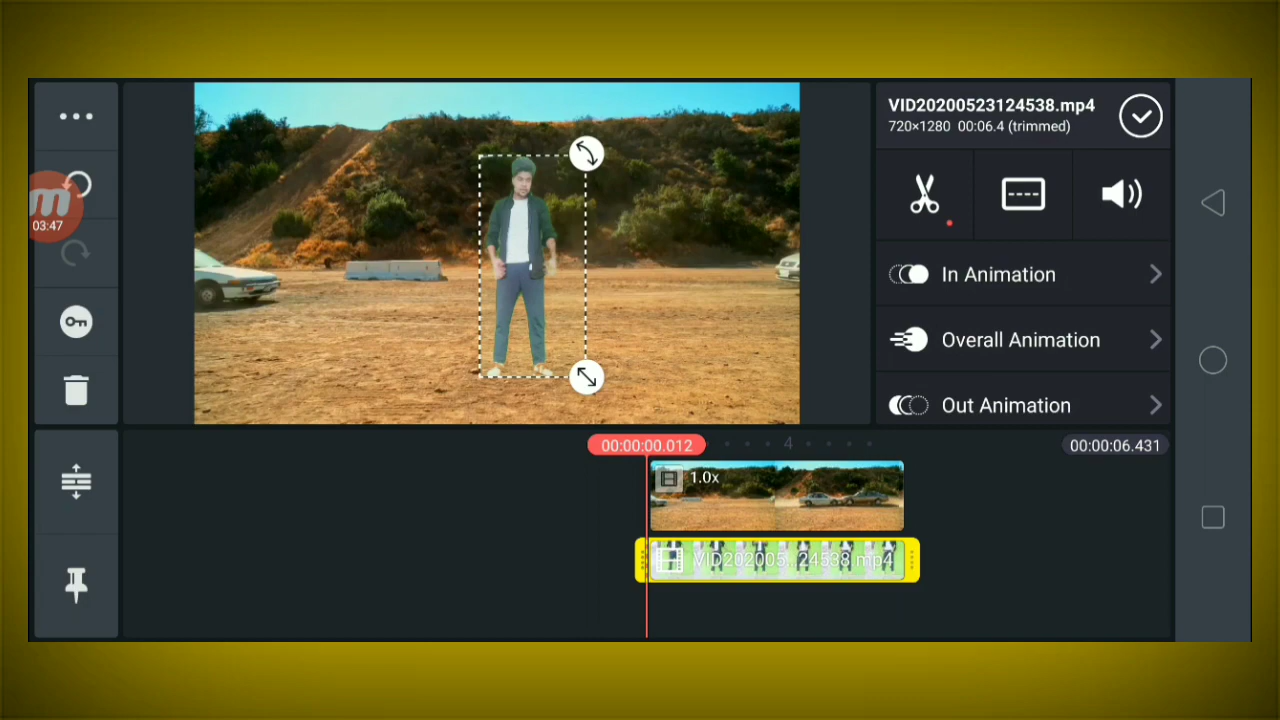 VID20200523124538.mp4
720×1280 00:06.4 (trimmed)
m
03:47
In Animation
Overall Animation
Out Animation
00:00:00.012
4
00:00:06.431
1.0x
VID202005...24538.mp4